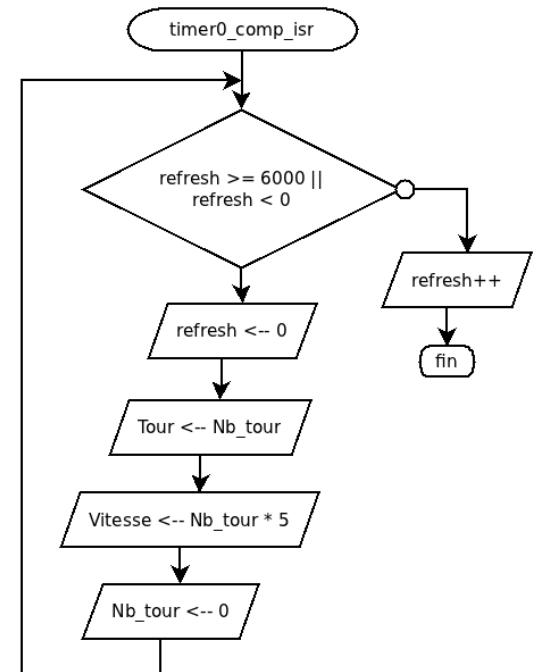 timer0_comp_isr
refresh >= 6000 ||
refresh < 0
refresh++
refresh <-- 0
fin
Tour <-- Nb_tour
Vitesse <-- Nb_tour * 5
Nb_tour <-- 0